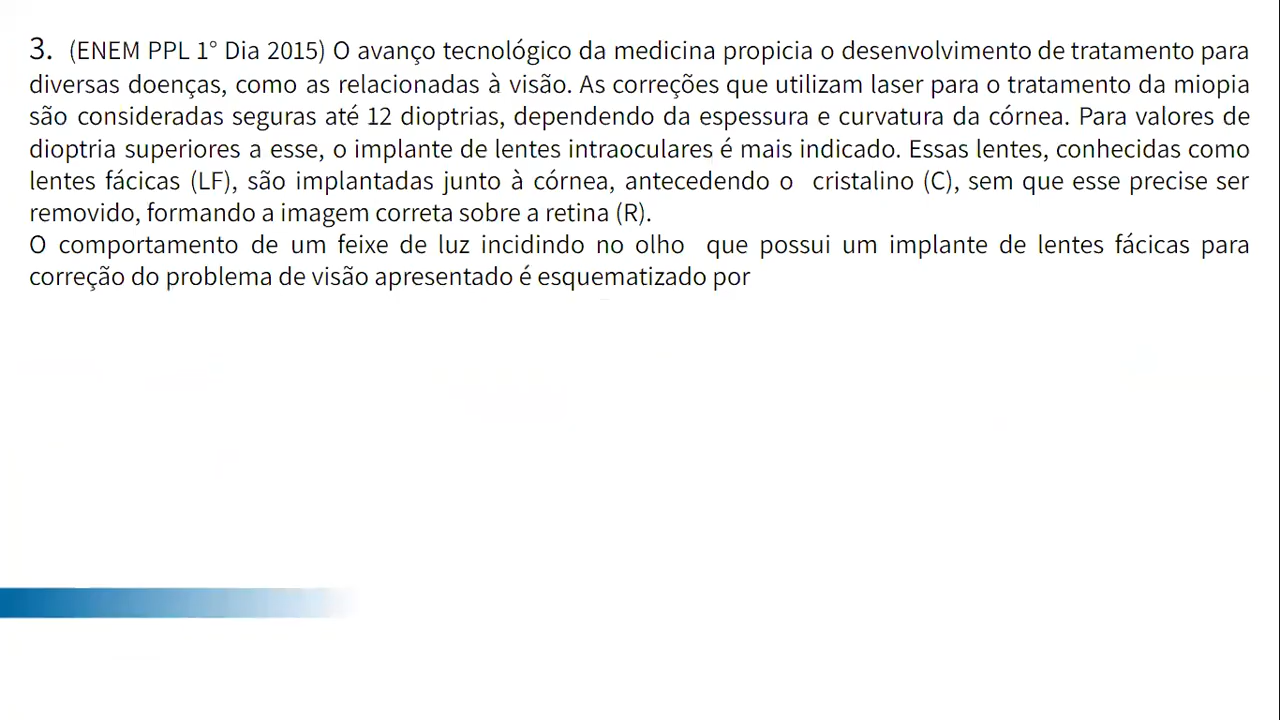 3. (ENEM PPL 1° Dia 2015) O avanço tecnológico da medicina propicia o desenvolvimento de tratamento para
diversas doenças, como as relacionadas à visão. As correções que utilizam laser para o tratamento da miopia
são consideradas seguras até 12 dioptrias, dependendo da espessura e curvatura da córnea. Para valores de
dioptria superiores a esse, o implante de lentes intraoculares é mais indicado. Essas lentes, conhecidas como
lentes fácicas (LF), são implantadas junto à córnea, antecedendo o cristalino (C), sem que esse precise ser
removido, formando a imagem correta sobre a retina (R).
O comportamento de um feixe de luz incidindo no olho que possui um implante de lentes fácicas para
correção do problema de visão apresentado é esquematizado por